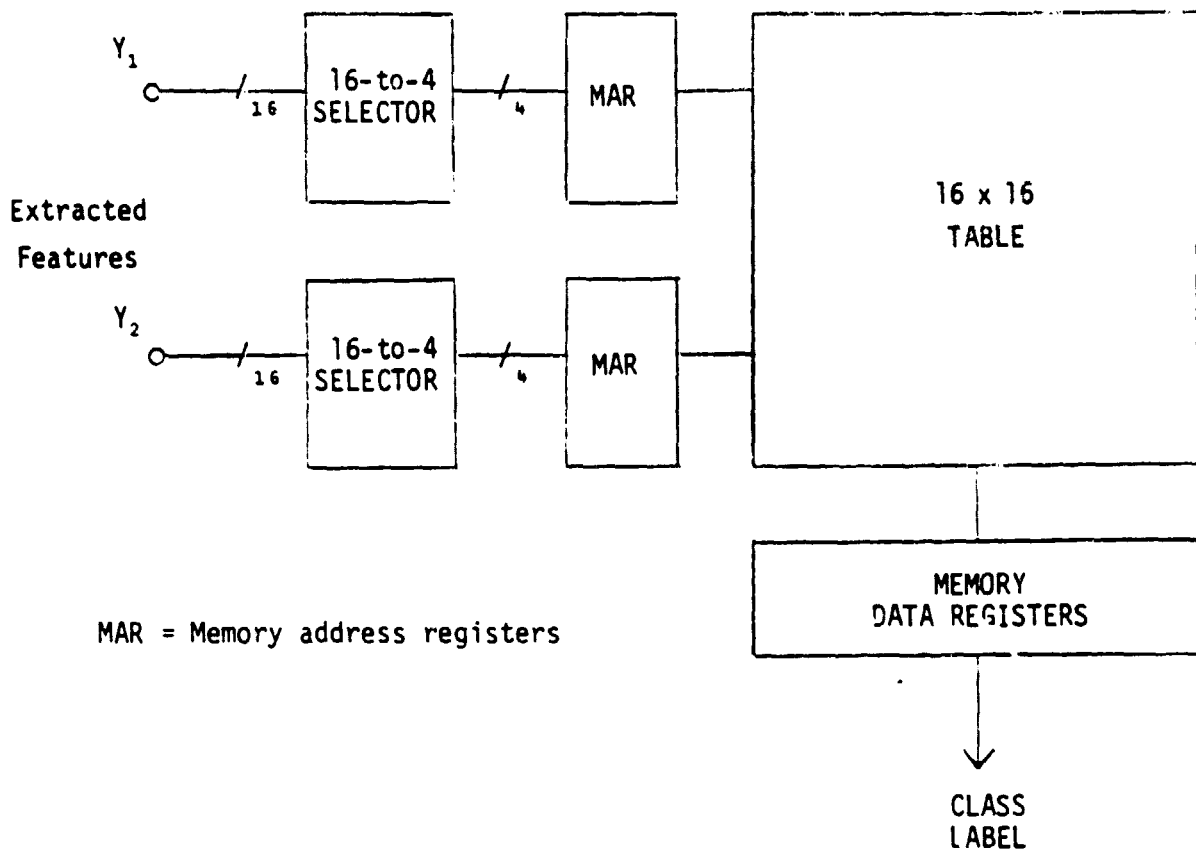 Y₁
16
16-to-4
SELECTOR
4
MAR
Extracted
Features
16 x 16
TABLE
Y₂
16
16-to-4
SELECTOR
4
MAR
MEMORY
DATA REGISTERS
MAR = Memory address registers
CLASS
LABEL